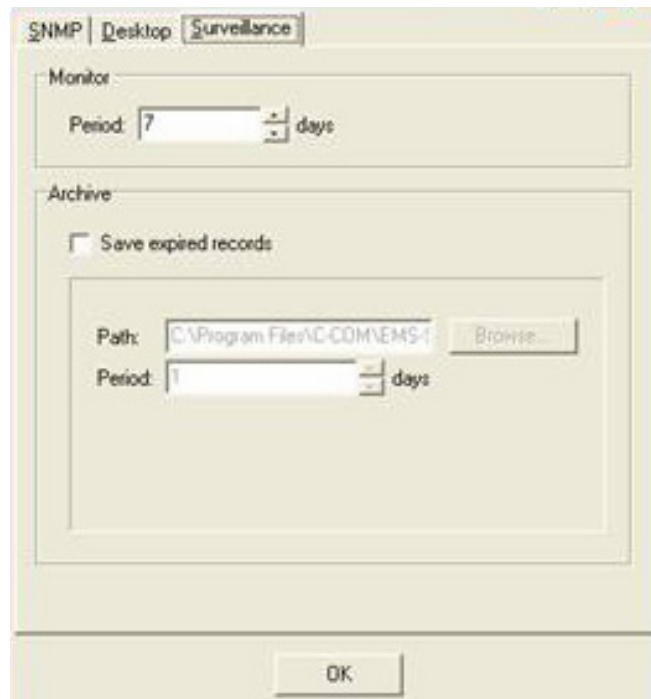 SNMP Desktop Surveillance
Monitor
Period: 7 days
Archive
Save expired records
Path: C:\Program Files\C-COM\EMS- Browse...
Period: 1 days
OK